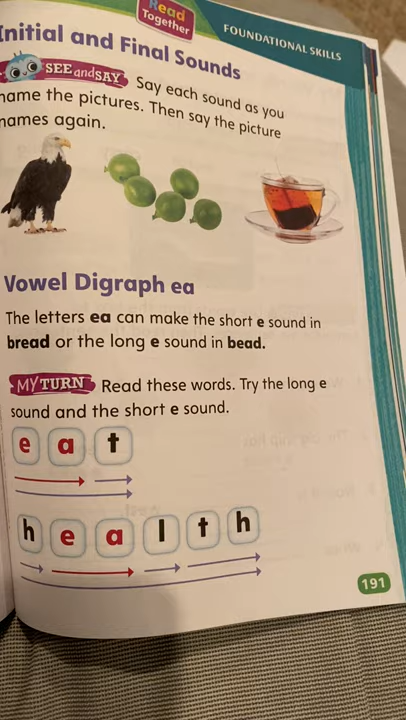 Read
Together
FOUNDATIONAL SKILLS
Initial and Final Sounds
SEE and SAY Say each sound as you
name the pictures. Then say the picture
names again.
Vowel Digraph ea
The letters ea can make the short e sound in
bread or the long e sound in bead.
MY TURN Read these words. Try the long e
sound and the short e sound.
e a t
h e a l t h
191